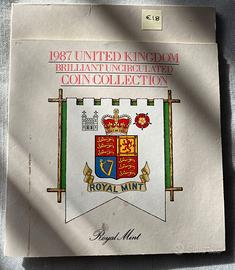 €18
1987 UNITED KINGDOM
BRILLIANT UNCIRCULATED
COIN COLLECTION
ROYAL MINT
Royal Mint